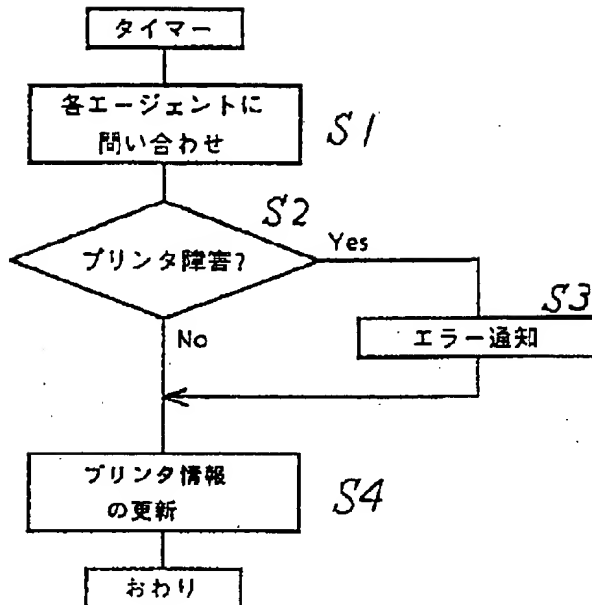 タイマー
各エージェントに
問い合わせ
S1
S2
プリンタ障害?
Yes
No
S3
エラー通知
プリンタ情報
の更新
S4
おわり